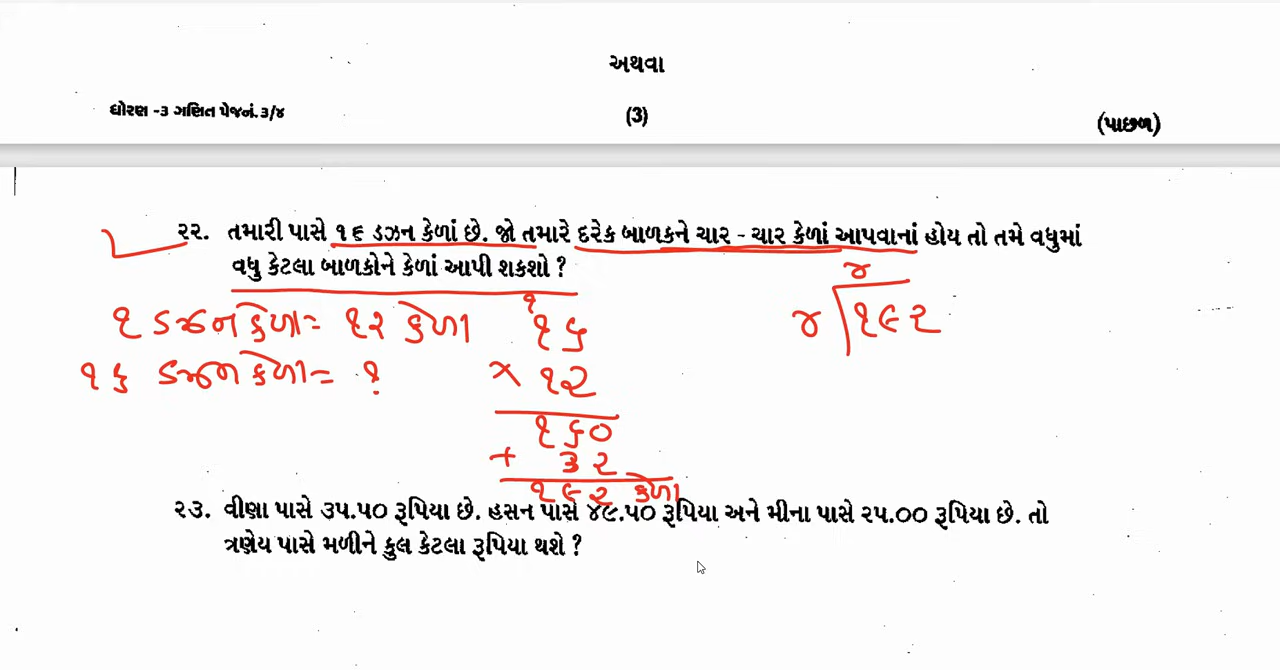 અથવા
ધોરણ -૩ ગણિત પેજનં.૩/૪
(3)
(પાછળ)
૨૨. તમારી પાસે ૧૬ ડઝન કેળાં છે. જો તમારે દરેક બાળકને ચાર - ચાર કેળાં આપવાનાં હોય તો તમે વધુમાં
વધુ કેટલા બાળકોને કેળાં આપી શકશો ?
૧ ડઝન કેળા = ૧૨ કેળા
૧૬ ડઝન કેળા = ?
૧
૧૬
× ૧૨
૧૬૦
+ ૩૨
૧૯૨ કેળા
૪
૪ ૧૯૨
૨૩. વીણા પાસે ૩૫.૫૦ રૂપિયા છે. હસન પાસે ૪૯.૫૦ રૂપિયા અને મીના પાસે ૨૫.૦૦ રૂપિયા છે. તો
ત્રણેય પાસે મળીને કુલ કેટલા રૂપિયા થશે ?